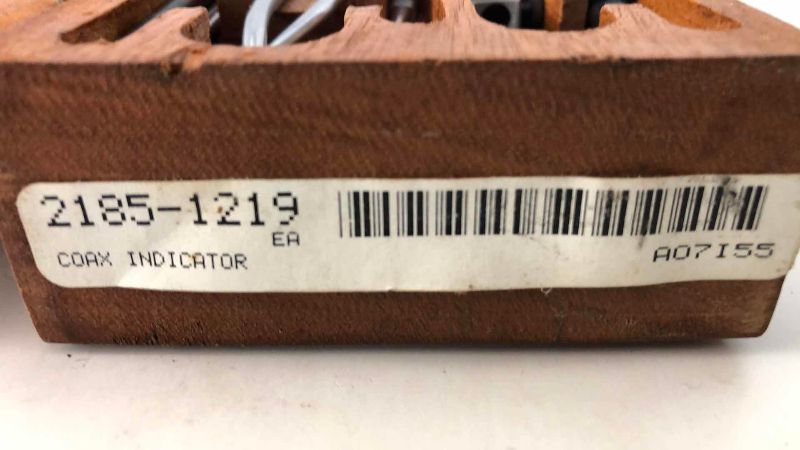 2185-1219
EA
COAX INDICATOR
A07I55